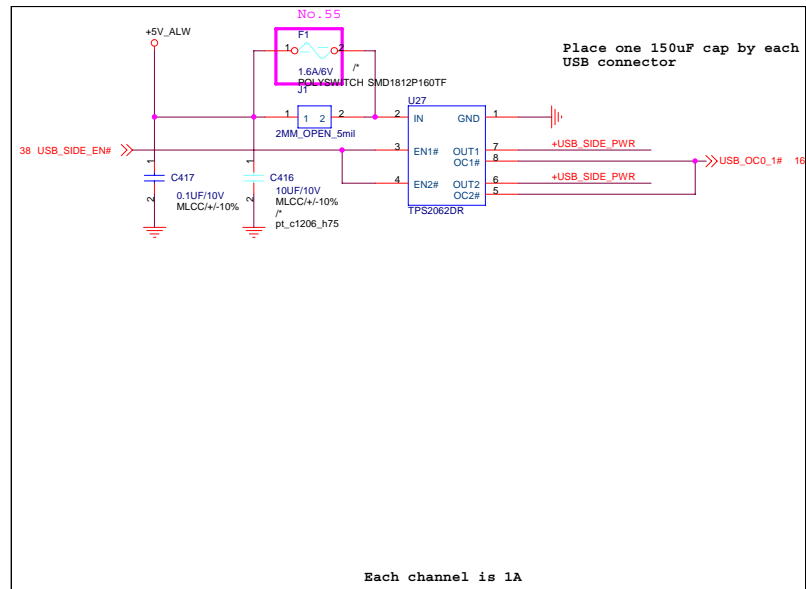 No.55
+5V_ALW
F1
1
2
1.6A/6V
/*
POLYSWITCH SMD1812P160TF
J1
1
1 2
2
2MM_OPEN_5mil
Place one 150uF cap by each
USB connector
U27
2
IN
GND
1
38 USB_SIDE_EN#
3
EN1#
OUT1
7
+USB_SIDE_PWR
OC1#
8
USB_OC0_1# 16
4
EN2#
OUT2
6
+USB_SIDE_PWR
OC2#
5
TPS2062DR
1
C417
2
0.1UF/10V
MLCC/+/-10%
1
C416
2
10UF/10V
MLCC/+/-10%
/*
pt_c1206_h75
Each channel is 1A